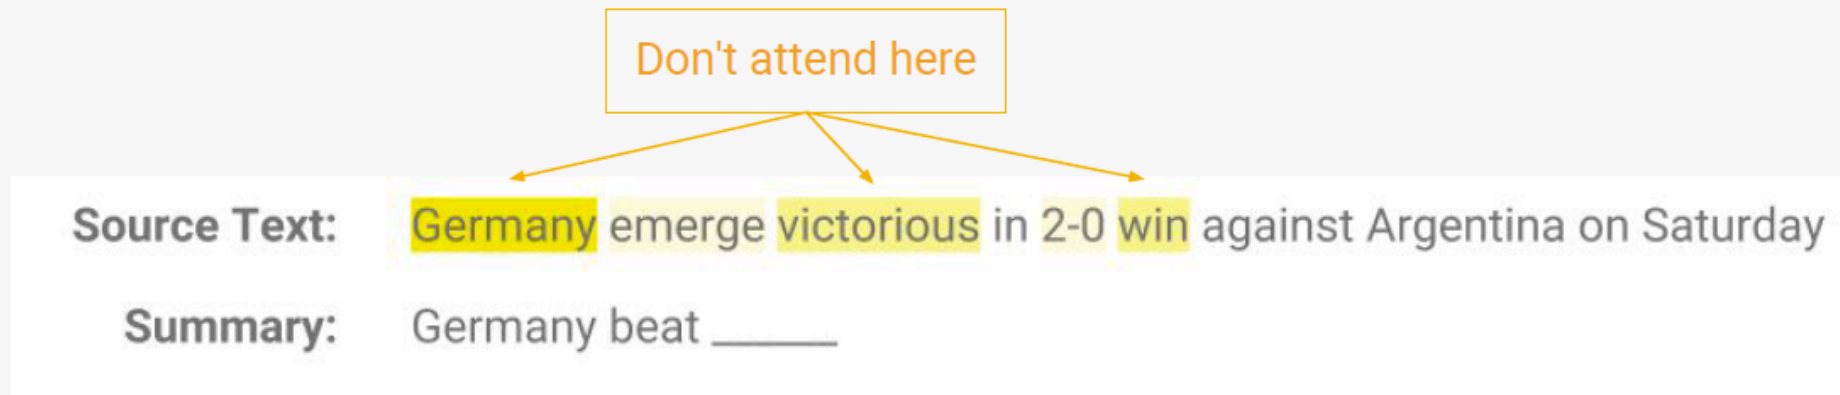 Don't attend here
Source Text: Germany emerge victorious in 2-0 win against Argentina on Saturday
Summary: Germany beat ______